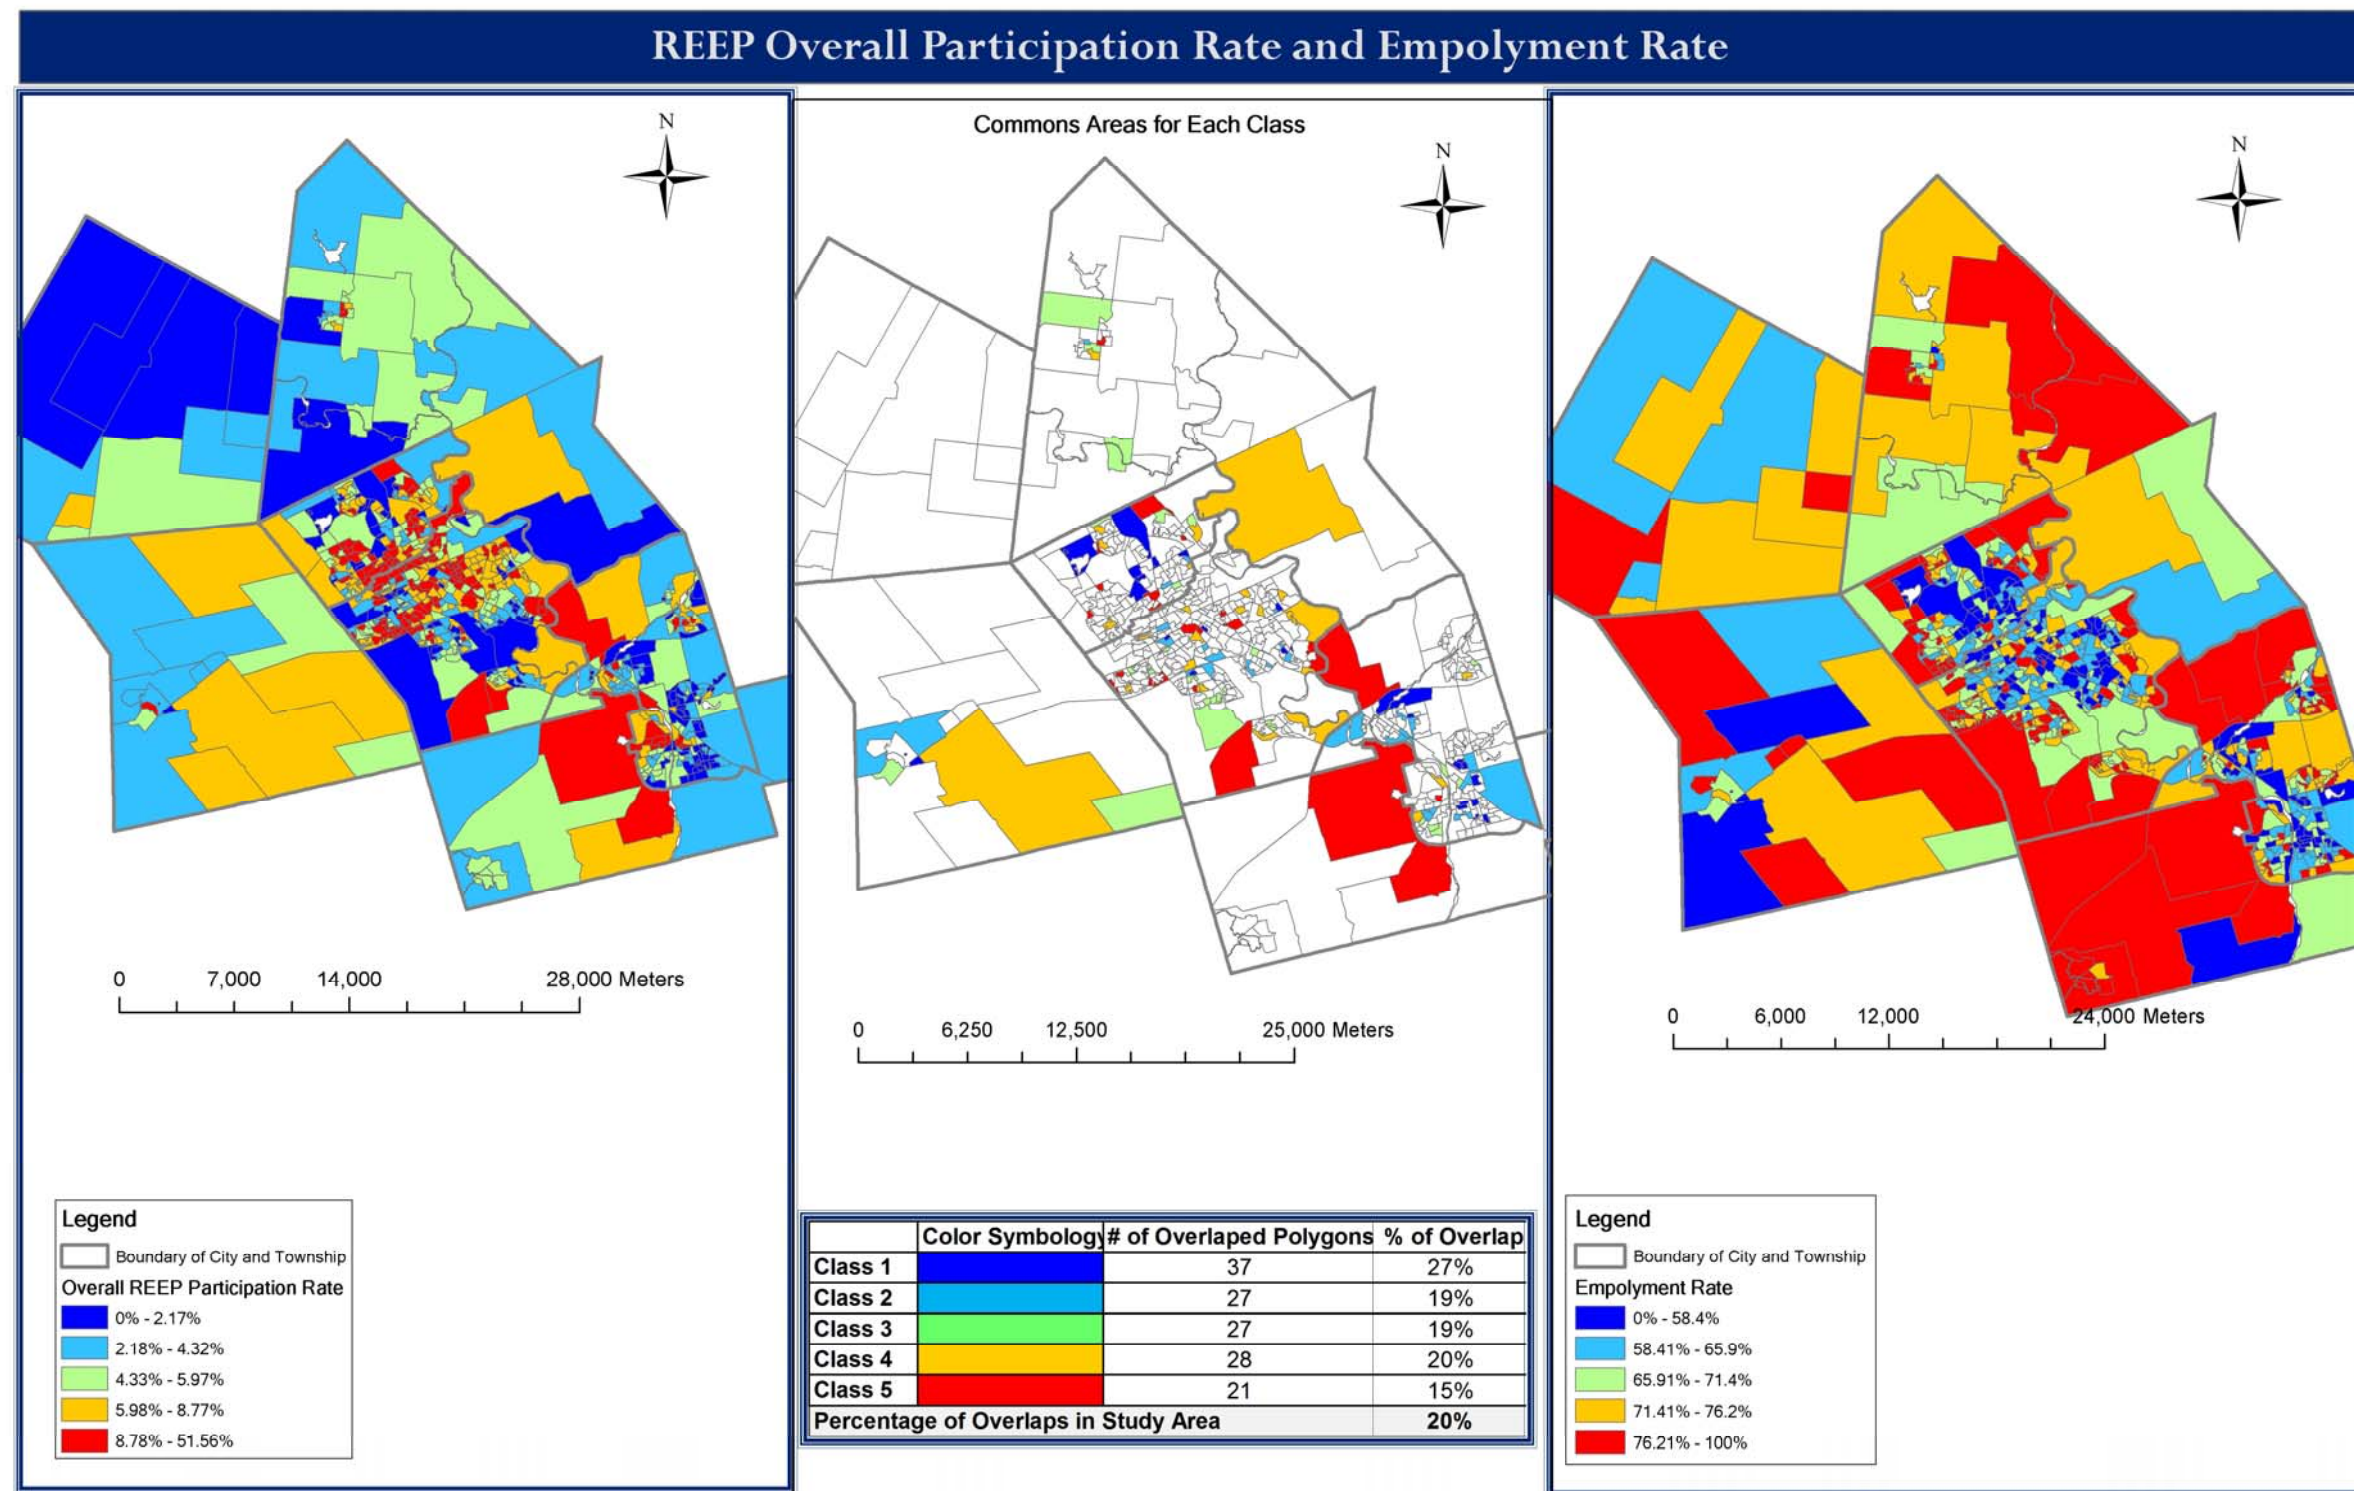 REEP Overall Participation Rate and Empolyment Rate
N
0 7,000 14,000 28,000 Meters
Legend
Boundary of City and Township
Overall REEP Participation Rate
0% - 2.17%
2.18% - 4.32%
4.33% - 5.97%
5.98% - 8.77%
8.78% - 51.56%
Commons Areas for Each Class
N
0 6,250 12,500 25,000 Meters
Color Symbology # of Overlaped Polygons % of Overlap
Class 1 37 27%
Class 2 27 19%
Class 3 27 19%
Class 4 28 20%
Class 5 21 15%
Percentage of Overlaps in Study Area 20%
N
0 6,000 12,000 24,000 Meters
Legend
Boundary of City and Township
Empolyment Rate
0% - 58.4%
58.41% - 65.9%
65.91% - 71.4%
71.41% - 76.2%
76.21% - 100%